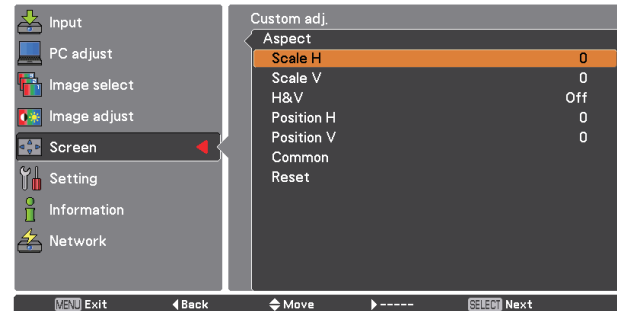 Input
PC adjust
Image select
Image adjust
Screen
Setting
Information
Network
Custom adj.
Aspect
Scale H 0
Scale V 0
H&V Off
Position H 0
Position V 0
Common
Reset
MENU Exit ◀Back Move ▶----- SELECT Next